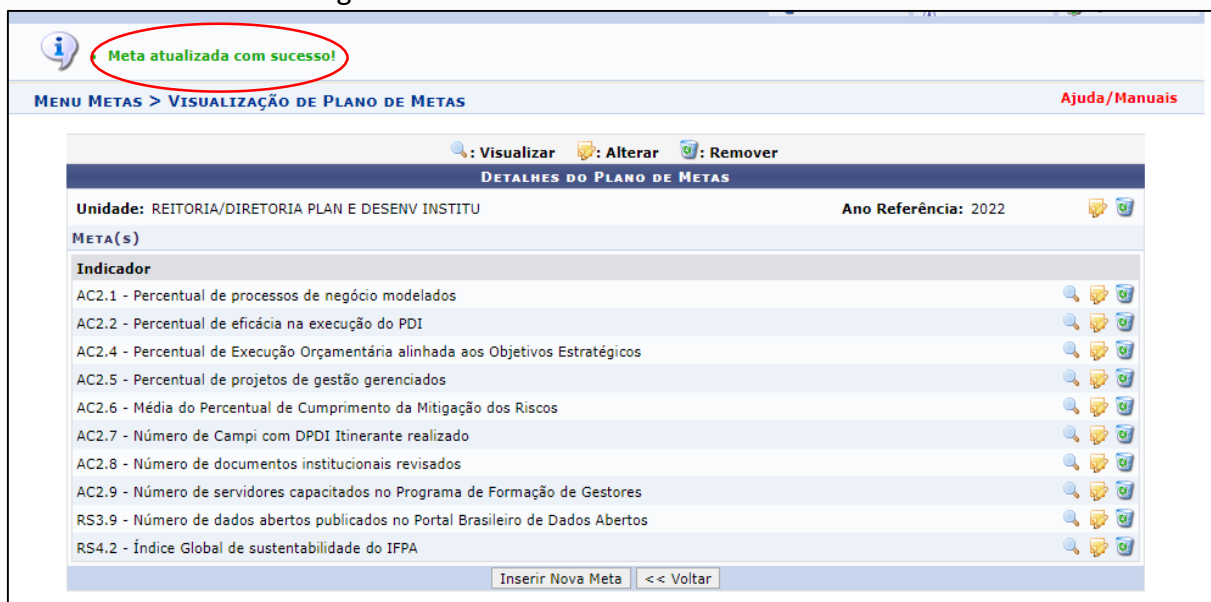 Meta atualizada com sucesso!
MENU METAS > VISUALIZAÇÃO DE PLANO DE METAS Ajuda/Manuais
: Visualizar : Alterar : Remover
DETALHES DO PLANO DE METAS
Unidade: REITORIA/DIRETORIA PLAN E DESENV INSTITU Ano Referência: 2022
META(S)
Indicador
AC2.1 - Percentual de processos de negócio modelados
AC2.2 - Percentual de eficácia na execução do PDI
AC2.4 - Percentual de Execução Orçamentária alinhada aos Objetivos Estratégicos
AC2.5 - Percentual de projetos de gestão gerenciados
AC2.6 - Média do Percentual de Cumprimento da Mitigação dos Riscos
AC2.7 - Número de Campi com DPDI Itinerante realizado
AC2.8 - Número de documentos institucionais revisados
AC2.9 - Número de servidores capacitados no Programa de Formação de Gestores
RS3.9 - Número de dados abertos publicados no Portal Brasileiro de Dados Abertos
RS4.2 - Índice Global de sustentabilidade do IFPA
Inserir Nova Meta << Voltar